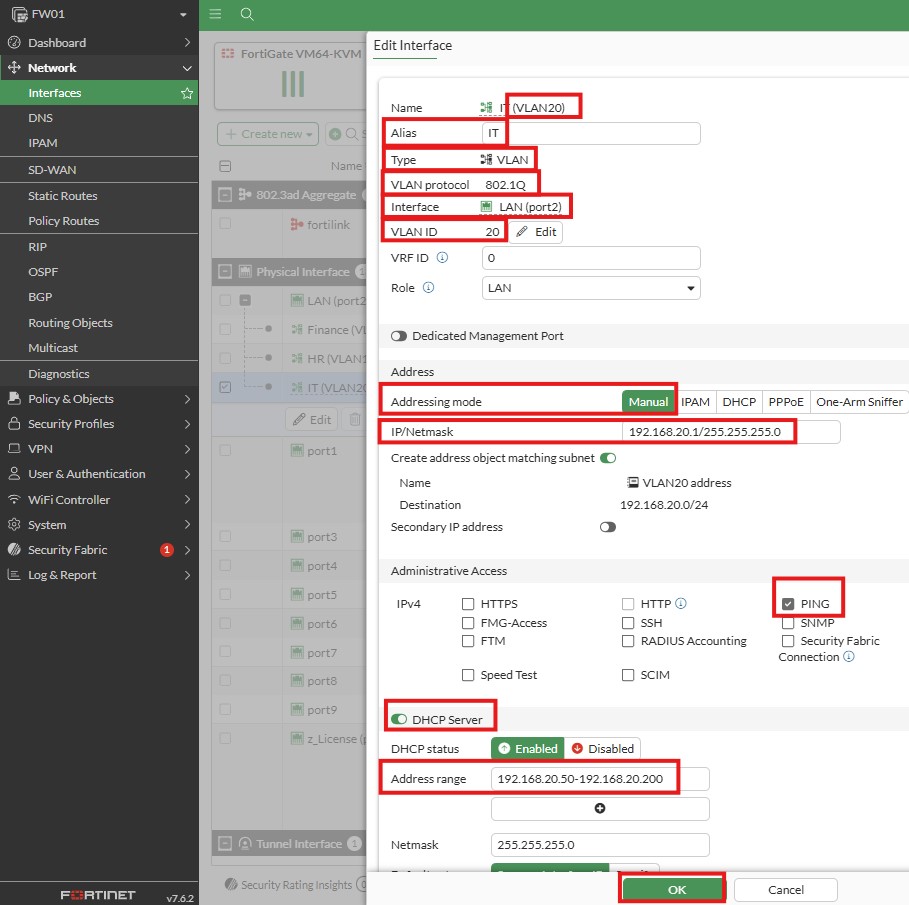 FW01
Dashboard
Network
Interfaces
DNS
IPAM
SD-WAN
Static Routes
Policy Routes
RIP
OSPF
BGP
Routing Objects
Multicast
Diagnostics
Policy & Objects
Security Profiles
VPN
User & Authentication
WiFi Controller
System
Security Fabric 1
Log & Report
FORTINET v7.6.2
FortiGate VM64-KVM
Create new
Name
802.3ad Aggregate
fortilink
Physical Interface
LAN (port2
Finance (VL
HR (VLAN1
IT (VLAN20
Edit
port1
port3
port4
port5
port6
port7
port8
port9
z_License (p
Tunnel Interface 1
Security Rating Insights
Edit Interface
Name IT (VLAN20)
Alias IT
Type VLAN
VLAN protocol 802.1Q
Interface LAN (port2)
VLAN ID 20 Edit
VRF ID 0
Role LAN
Dedicated Management Port
Address
Addressing mode Manual IPAM DHCP PPPoE One-Arm Sniffer
IP/Netmask 192.168.20.1/255.255.255.0
Create address object matching subnet
Name VLAN20 address
Destination 192.168.20.0/24
Secondary IP address
Administrative Access
IPv4 HTTPS HTTP PING
FMG-Access SSH SNMP
FTM RADIUS Accounting Security Fabric
Connection
Speed Test SCIM
DHCP Server
DHCP status Enabled Disabled
Address range 192.168.20.50-192.168.20.200
Netmask 255.255.255.0
OK Cancel